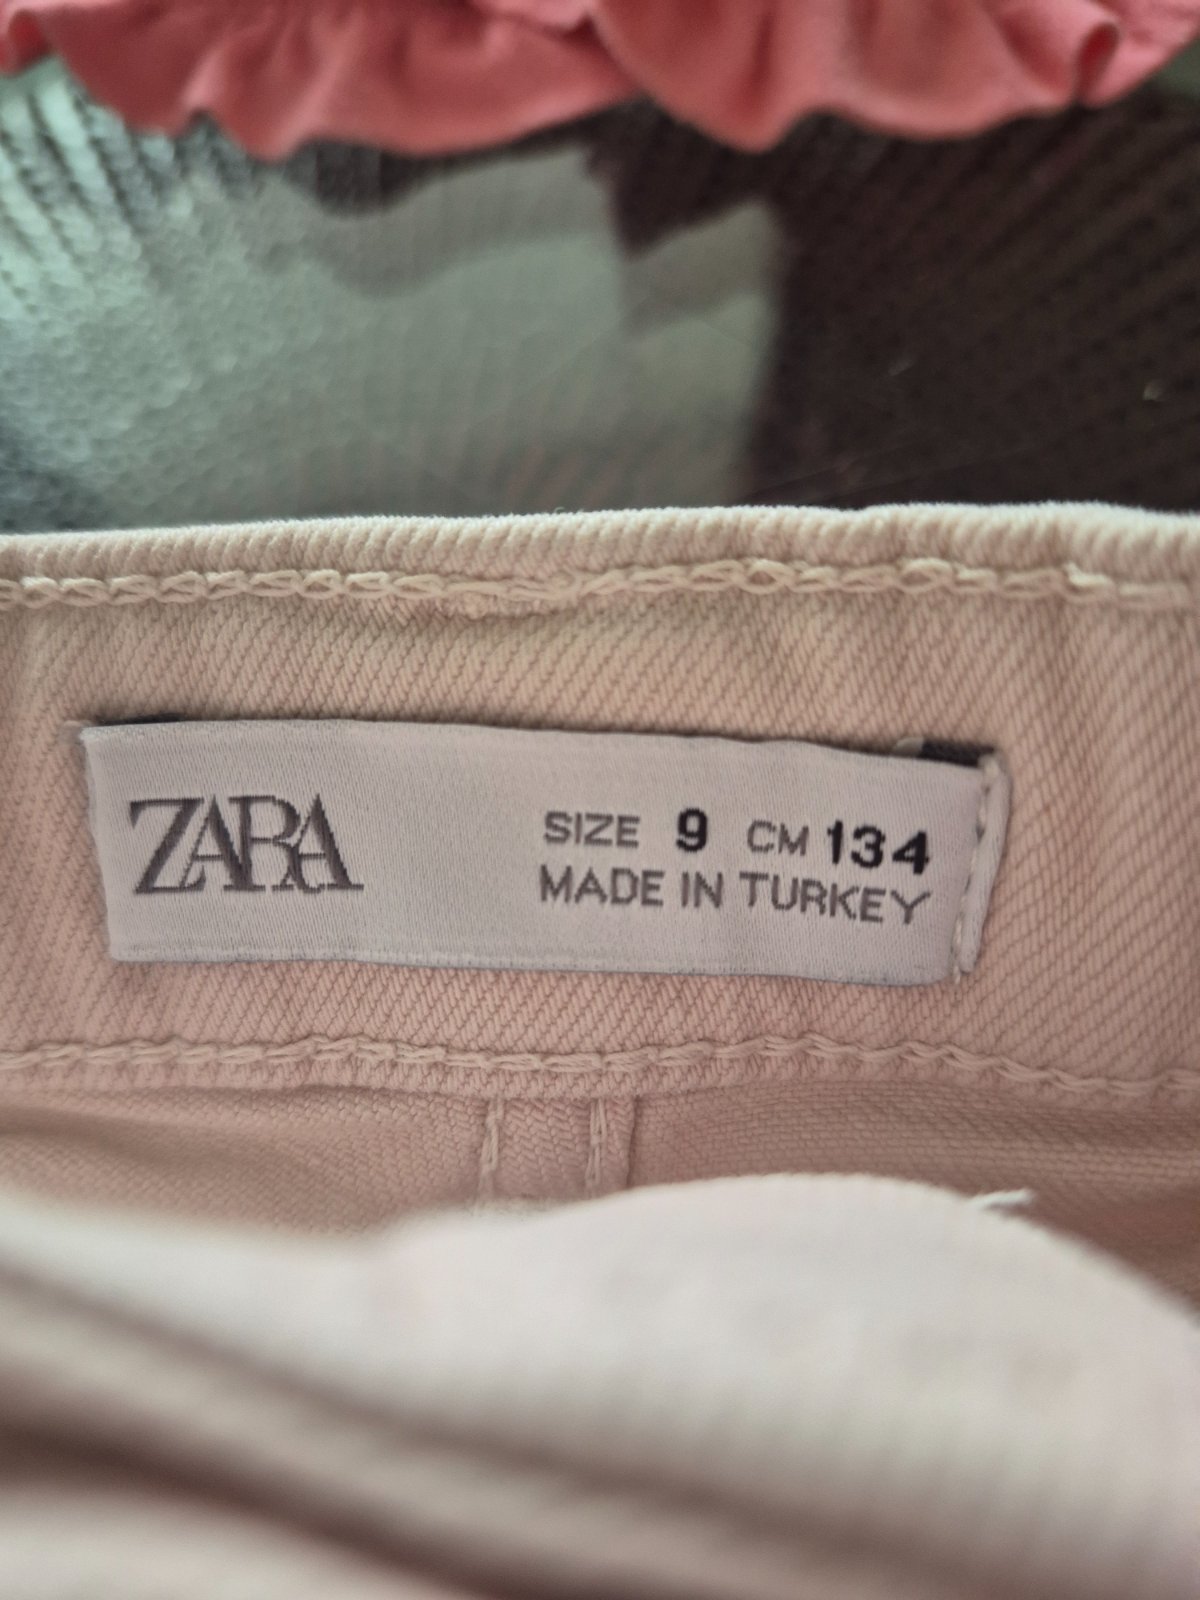 ZARA
SIZE 9 CM 134
MADE IN TURKEY